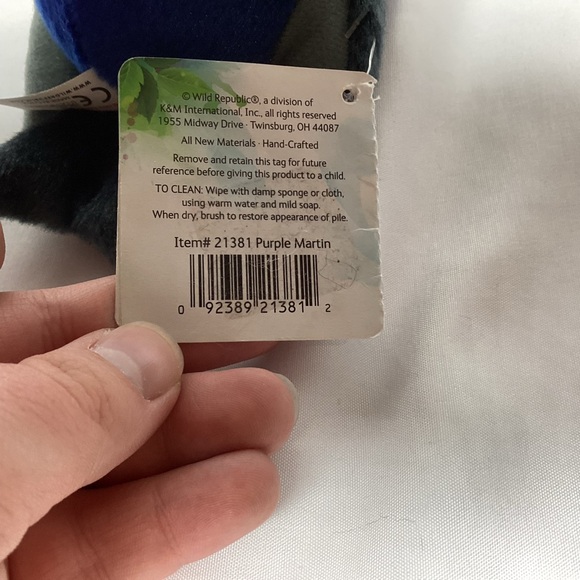 © Wild Republic®, a division of
K&M International, Inc., all rights reserved
1955 Midway Drive · Twinsburg, OH 44087
All New Materials · Hand-Crafted
Remove and retain this tag for future
reference before giving this product to a child.
TO CLEAN: Wipe with damp sponge or cloth,
using warm water and mild soap.
When dry, brush to restore appearance of pile.
Item# 21381 Purple Martin
0 92389 21381 2
CE